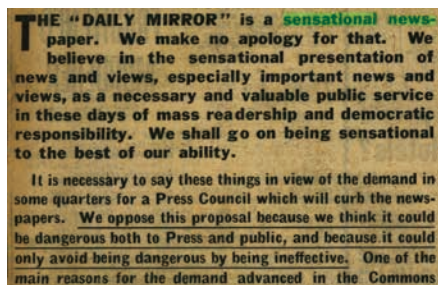 THE "DAILY MIRROR" is a sensational news-
paper. We make no apology for that. We
believe in the sensational presentation of
news and views, especially important news and
views, as a necessary and valuable public service
in these days of mass readership and democratic
responsibility. We shall go on being sensational
to the best of our ability.
It is necessary to say these things in view of the demand in
some quarters for a Press Council which will curb the news-
papers. We oppose this proposal because we think it could
be dangerous both to Press and public, and because it could
only avoid being dangerous by being ineffective. One of the
main reasons for the demand advanced in the Commons